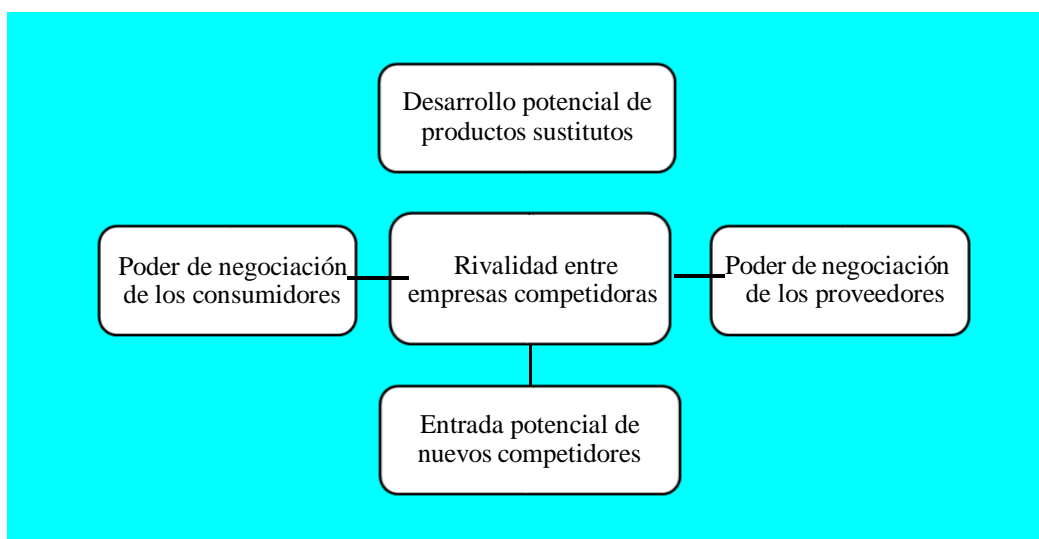 Desarrollo potencial de
productos sustitutos
Poder de negociación
de los consumidores
Rivalidad entre
empresas competidoras
Poder de negociación
de los proveedores
Entrada potencial de
nuevos competidores